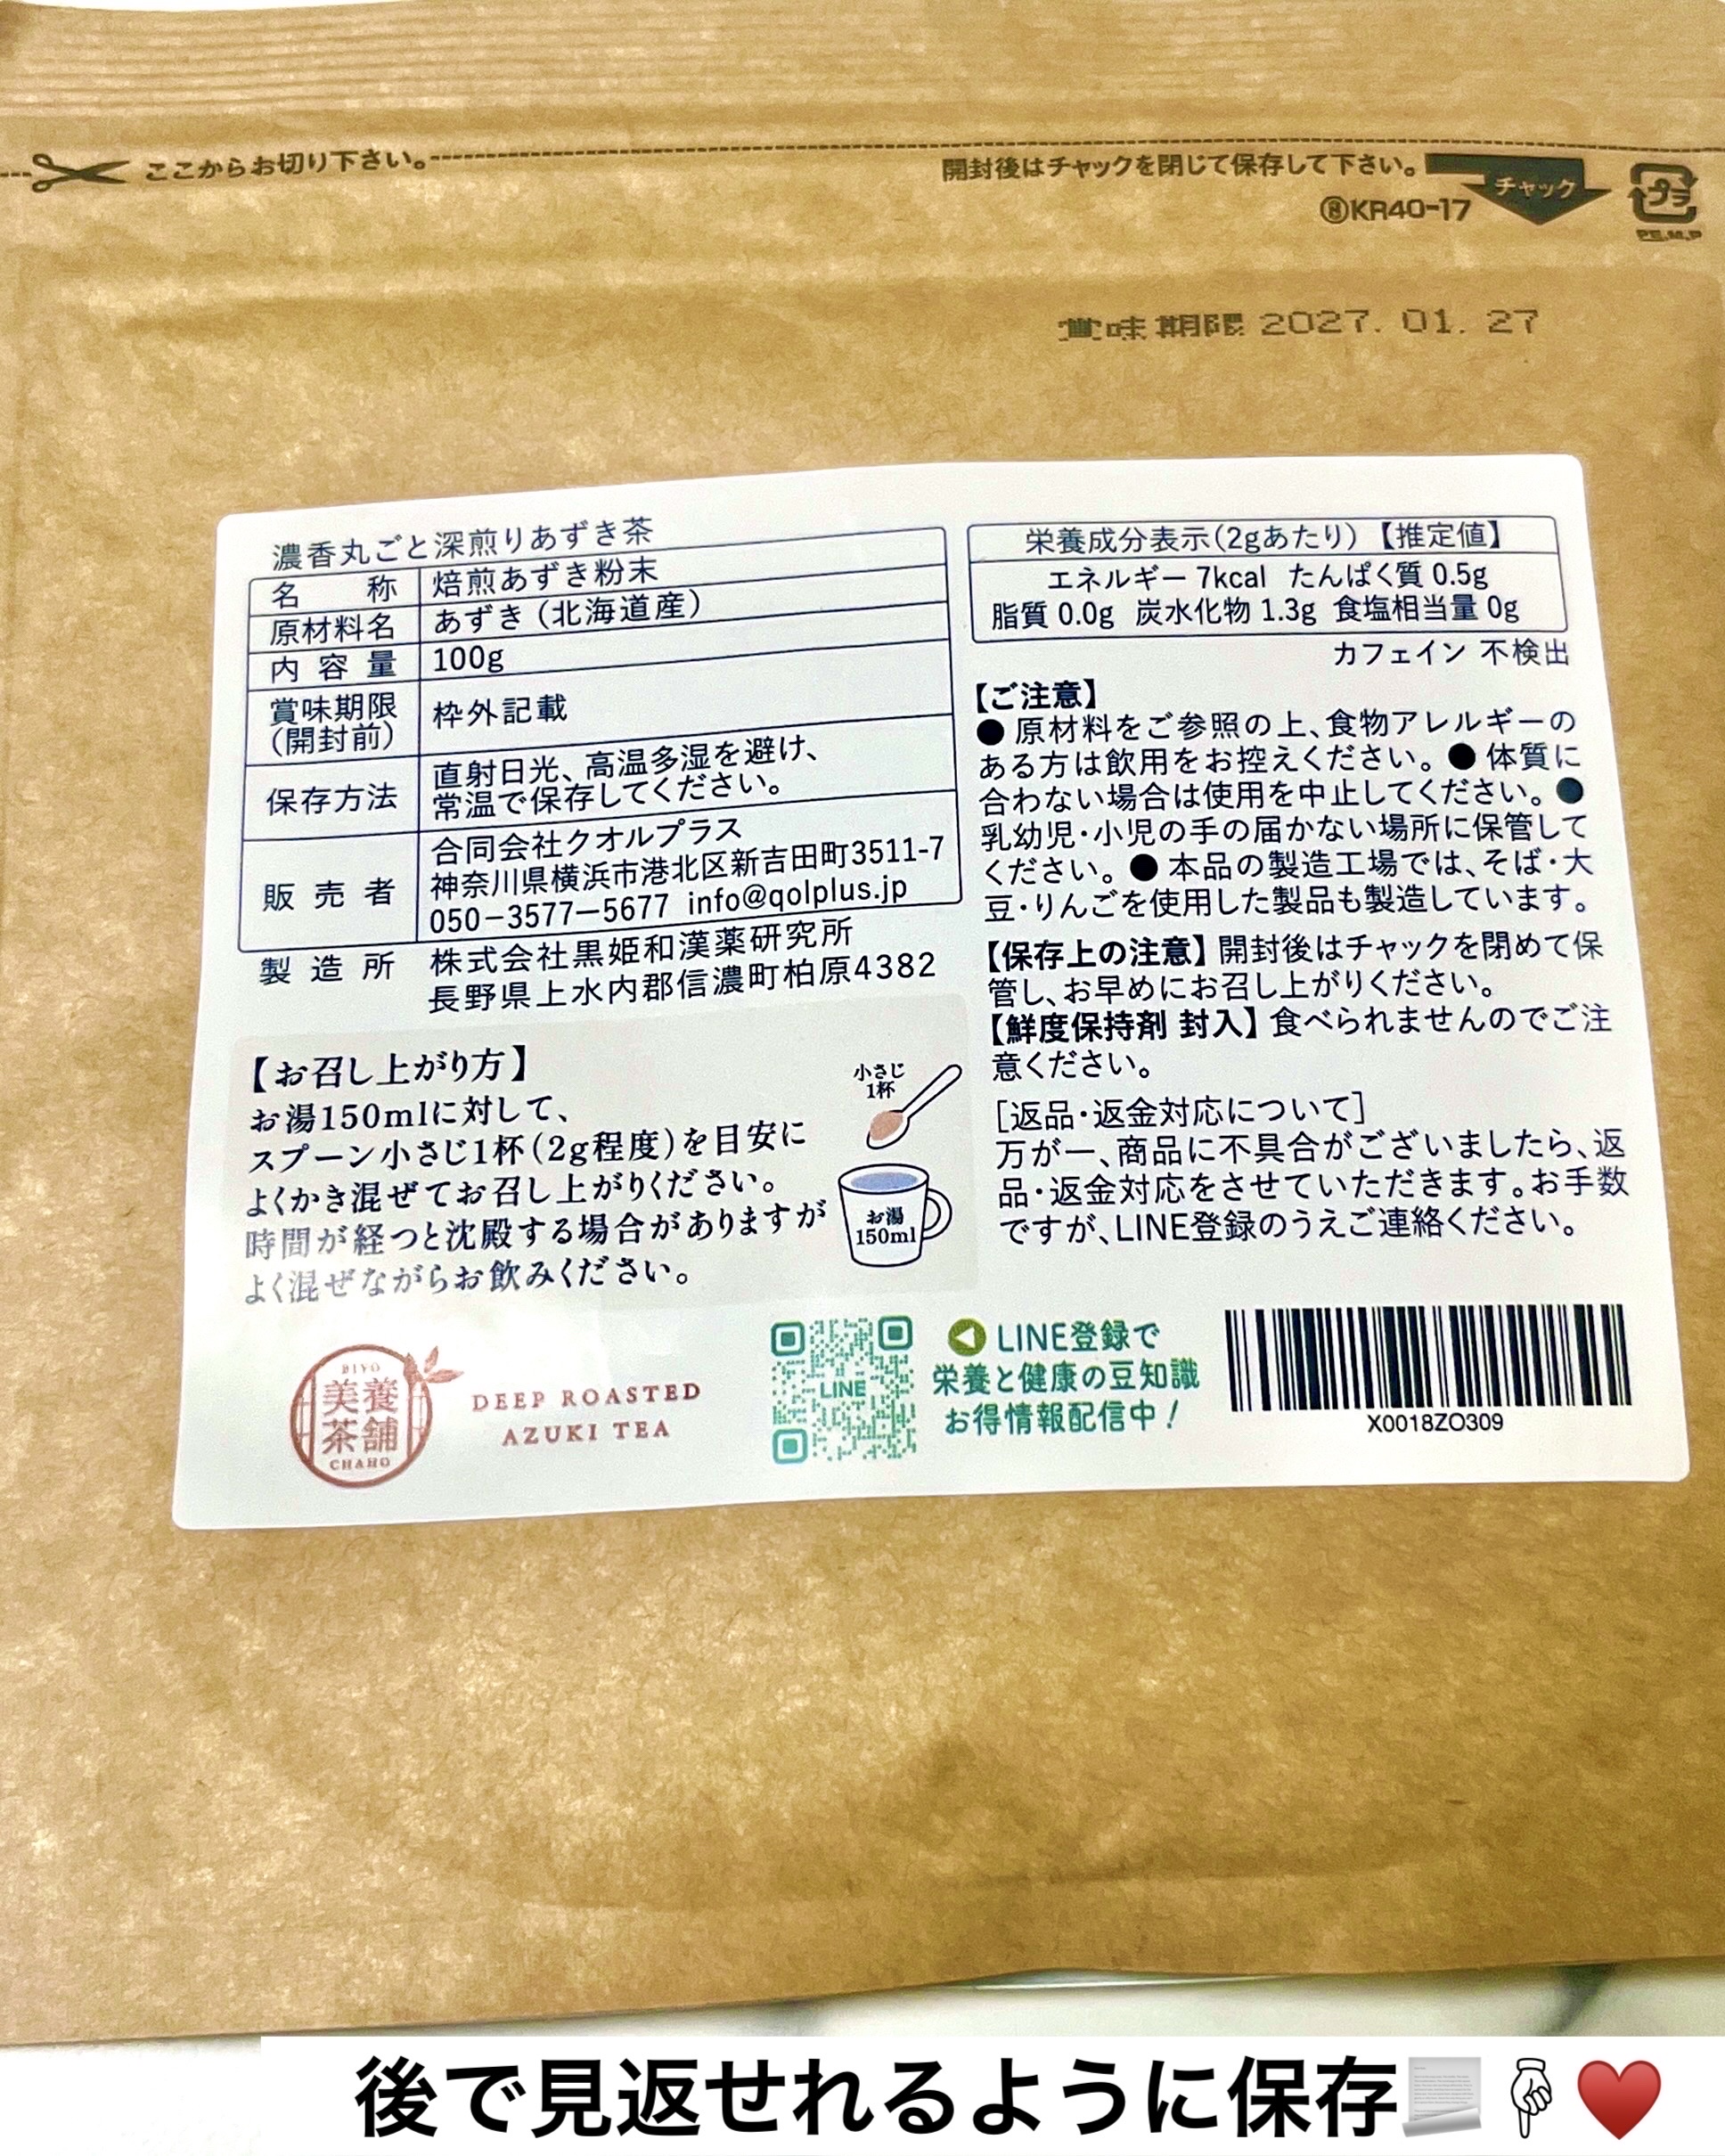 ここからお切り下さい。
開封後はチャックを閉じて保存して下さい。
チャック
プラ
PE.M.P
ⓇKR40-17
賞味期限 2027. 01. 27
濃香丸ごと深煎りあずき茶
名称 焙煎あずき粉末
原材料名 あずき（北海道産）
内容量 100g
賞味期限
（開封前）
枠外記載
保存方法
直射日光、高温多湿を避け、
常温で保存してください。
販売者
合同会社クオルプラス
神奈川県横浜市港北区新吉田町3511-7
050−3577−5677 info@qolplus.jp
製造所 株式会社黒姫和漢薬研究所
長野県上水内郡信濃町柏原4382
【お召し上がり方】
お湯150mlに対して、
スプーン小さじ1杯（2g程度）を目安に
よくかき混ぜてお召し上がりください。
時間が経つと沈殿する場合がありますが
よく混ぜながらお飲みください。
小さじ
1杯
お湯
150ml
栄養成分表示（2gあたり）【推定値】
エネルギー 7kcal たんぱく質 0.5g
脂質 0.0g 炭水化物 1.3g 食塩相当量 0g
カフェイン 不検出
【ご注意】
● 原材料をご参照の上、食物アレルギーの
ある方は飲用をお控えください。● 体質に
合わない場合は使用を中止してください。●
乳幼児・小児の手の届かない場所に保管して
ください。● 本品の製造工場では、そば・大
豆・りんごを使用した製品も製造しています。
【保存上の注意】開封後はチャックを閉めて保
管し、お早めにお召し上がりください。
【鮮度保持剤 封入】食べられませんのでご注
意ください。
［返品・返金対応について］
万が一、商品に不具合がございましたら、返
品・返金対応をさせていただきます。お手数
ですが、LINE登録のうえご連絡ください。
BIYO
美養
茶舗
CHAHO
DEEP ROASTED
AZUKI TEA
LINE
LINE登録で
栄養と健康の豆知識
お得情報配信中！
X0018ZO309
後で見返せれるように保存📃👇♥